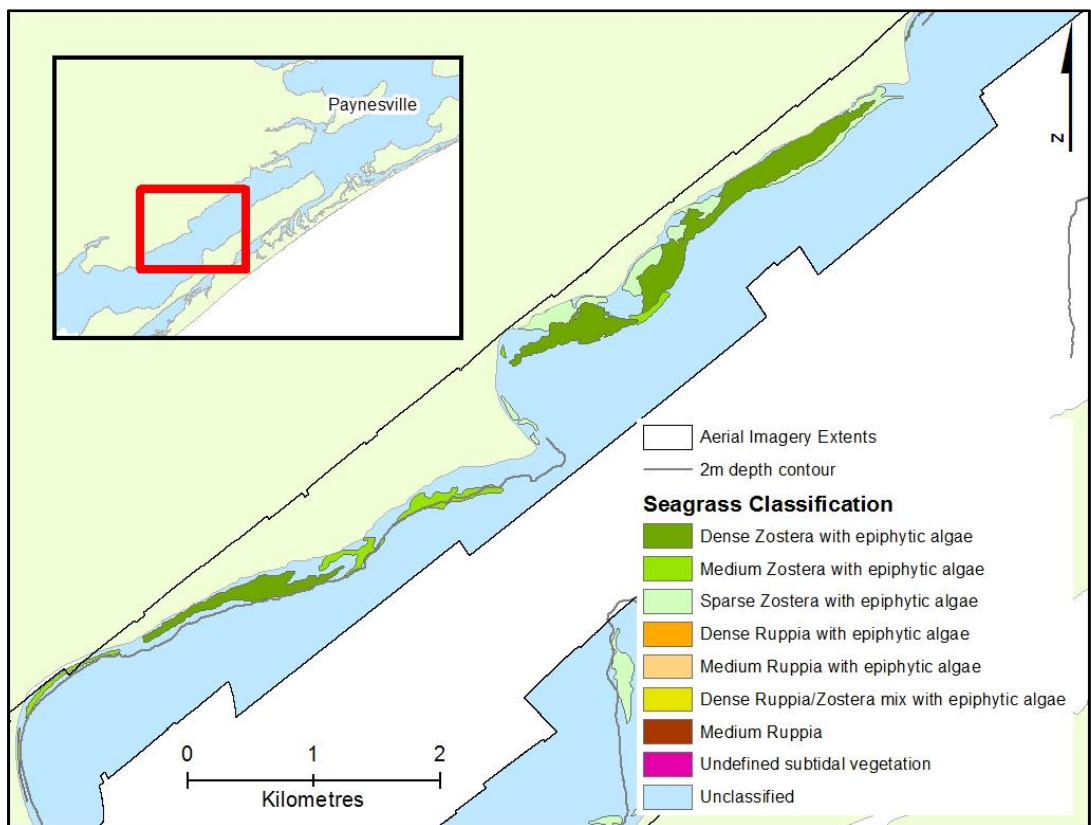 Paynesville
N
Aerial Imagery Extents
2m depth contour
Seagrass Classification
Dense Zostera with epiphytic algae
Medium Zostera with epiphytic algae
Sparse Zostera with epiphytic algae
Dense Ruppia with epiphytic algae
Medium Ruppia with epiphytic algae
Dense Ruppia/Zostera mix with epiphytic algae
Medium Ruppia
Undefined subtidal vegetation
Unclassified
0 1 2
Kilometres